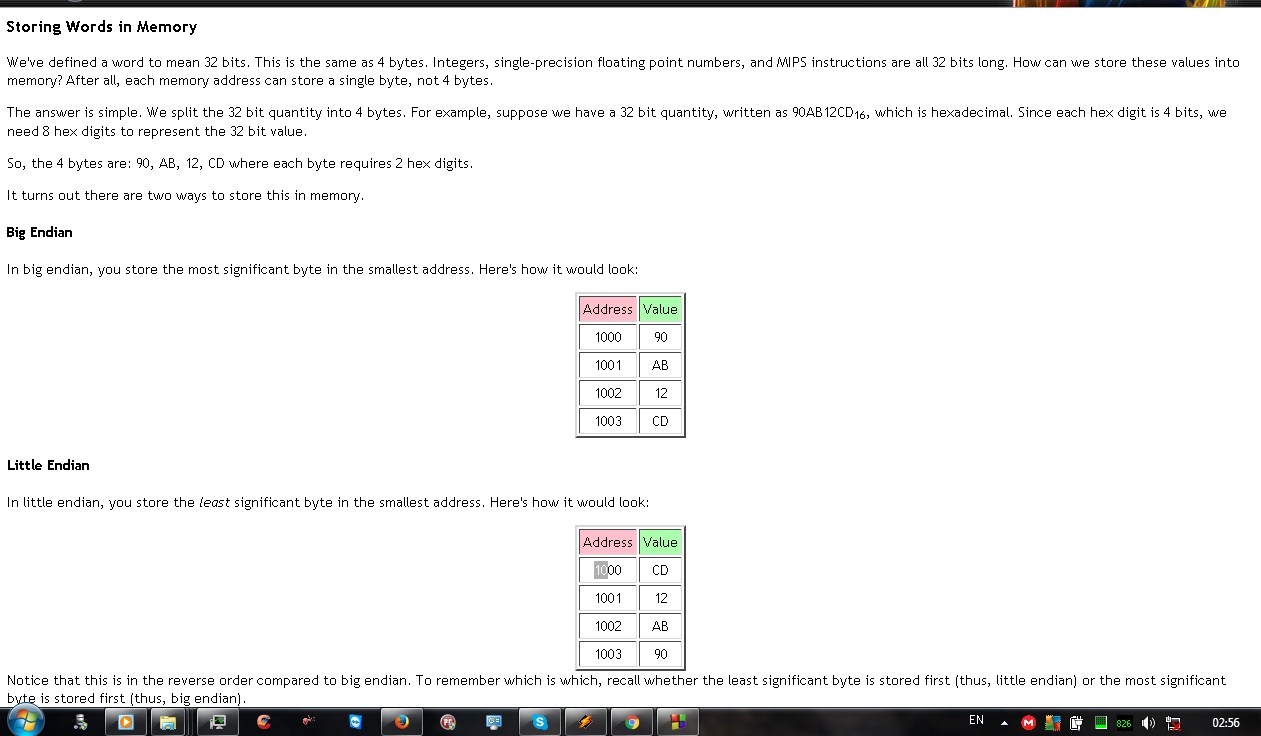 Storing Words in Memory
We've defined a word to mean 32 bits. This is the same as 4 bytes. Integers, single-precision floating point numbers, and MIPS instructions are all 32 bits long. How can we store these values into
memory? After all, each memory address can store a single byte, not 4 bytes.
The answer is simple. We split the 32 bit quantity into 4 bytes. For example, suppose we have a 32 bit quantity, written as 90AB12CD16, which is hexadecimal. Since each hex digit is 4 bits, we
need 8 hex digits to represent the 32 bit value.
So, the 4 bytes are: 90, AB, 12, CD where each byte requires 2 hex digits.
It turns out there are two ways to store this in memory.
Big Endian
In big endian, you store the most significant byte in the smallest address. Here's how it would look:
Address Value
1000 90
1001 AB
1002 12
1003 CD
Little Endian
In little endian, you store the least significant byte in the smallest address. Here's how it would look:
Address Value
1000 CD
1001 12
1002 AB
1003 90
Notice that this is in the reverse order compared to big endian. To remember which is which, recall whether the least significant byte is stored first (thus, little endian) or the most significant
byte is stored first (thus, big endian).
EN 826 02:56